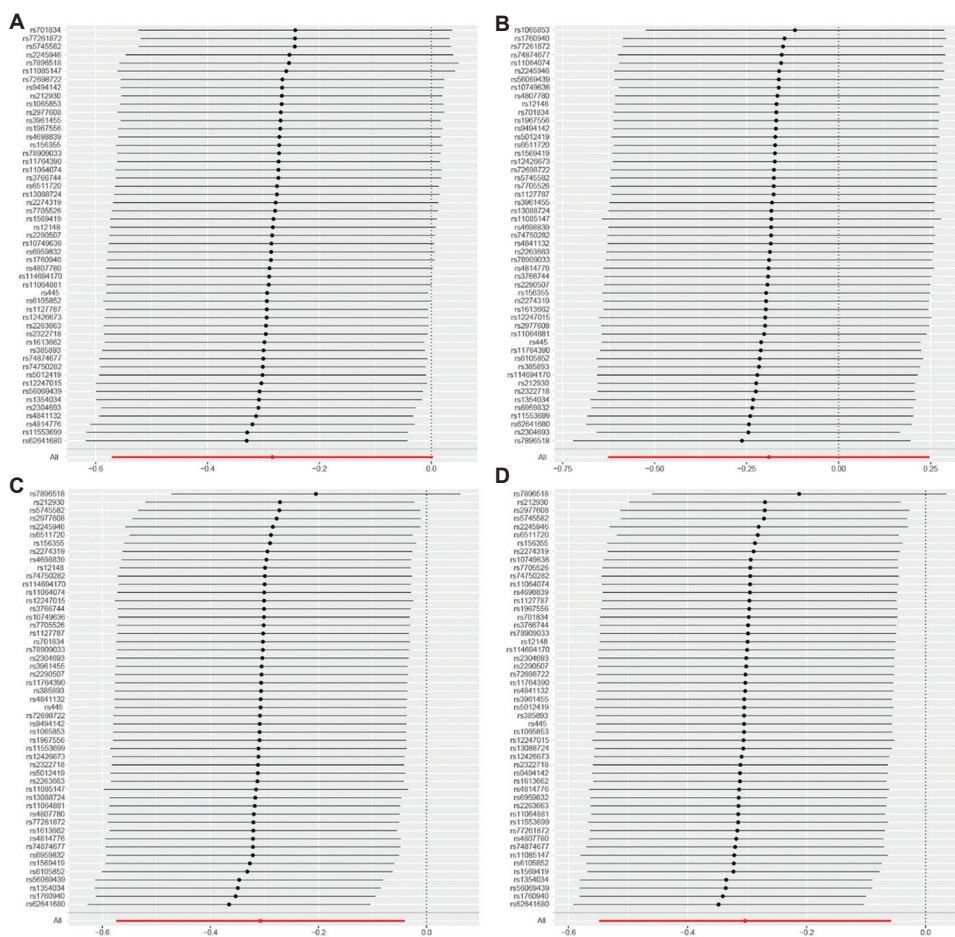 A
rs701834
rs77261872
rs5745582
rs2245946
rs7896518
rs11085147
rs72698722
rs9494142
rs212930
rs1065853
rs2977608
rs3961455
rs1967556
rs4698839
rs156355
rs78909033
rs11764390
rs11064074
rs3766744
rs6511720
rs13088724
rs2274319
rs7705526
rs1569419
rs12148
rs2290507
rs10749636
rs6959832
rs1760940
rs4807780
rs114694170
rs11064881
rs445
rs6105852
rs1127787
rs12426673
rs2263663
rs2322718
rs1613662
rs385893
rs74874677
rs74750282
rs5012419
rs12247015
rs56069439
rs1354034
rs2304693
rs4841132
rs4814776
rs11553699
rs62641680
All
−0.6 −0.4 −0.2 0.0
B
rs1065853
rs1760940
rs77261872
rs74874677
rs11064074
rs2245946
rs56069439
rs10749636
rs4807780
rs12148
rs701834
rs1967556
rs9494142
rs5012419
rs6511720
rs1569419
rs12426673
rs72698722
rs5745582
rs7705526
rs1127787
rs3961455
rs13088724
rs11085147
rs4698839
rs74750282
rs4841132
rs2263663
rs78909033
rs4814776
rs3766744
rs2290507
rs156355
rs2274319
rs1613662
rs12247015
rs2977608
rs11064881
rs445
rs11764390
rs6105852
rs385893
rs114694170
rs212930
rs2322718
rs1354034
rs6959832
rs11553699
rs62641680
rs2304693
rs7896518
All
−0.75 −0.50 −0.25 0.00 0.25
C
rs7896518
rs212930
rs5745582
rs2977608
rs2245946
rs6511720
rs156355
rs2274319
rs4698839
rs12148
rs74750282
rs114694170
rs11064074
rs12247015
rs3766744
rs10749636
rs7705526
rs1127787
rs701834
rs78909033
rs2304693
rs3961455
rs2290507
rs11764390
rs385893
rs4841132
rs445
rs72698722
rs9494142
rs1065853
rs1967556
rs11553699
rs12426673
rs2322718
rs5012419
rs2263663
rs11085147
rs13088724
rs11064881
rs4807780
rs77261872
rs1613662
rs4814776
rs74874677
rs6959832
rs1569419
rs6105852
rs56069439
rs1354034
rs1760940
rs62641680
All
−0.6 −0.4 −0.2 0.0
D
rs7896518
rs212930
rs2977608
rs5745582
rs2245946
rs6511720
rs156355
rs2274319
rs10749636
rs7705526
rs74750282
rs11064074
rs4698839
rs1127787
rs1967556
rs701834
rs3766744
rs78909033
rs12148
rs114694170
rs2304693
rs2290507
rs72698722
rs11764390
rs4841132
rs3961455
rs5012419
rs385893
rs445
rs1065853
rs12247015
rs13088724
rs12426673
rs2322718
rs9494142
rs1613662
rs4814776
rs6959832
rs2263663
rs11064881
rs11553699
rs77261872
rs4807780
rs74874677
rs11085147
rs6105852
rs1569419
rs1354034
rs56069439
rs1760940
rs62641680
All
−0.6 −0.4 −0.2 0.0